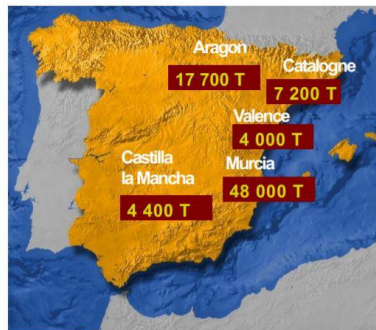 Aragon
17 700 T
Catalogne
7 200 T
Valence
4 000 T
Castilla
la Mancha
4 400 T
Murcia
48 000 T